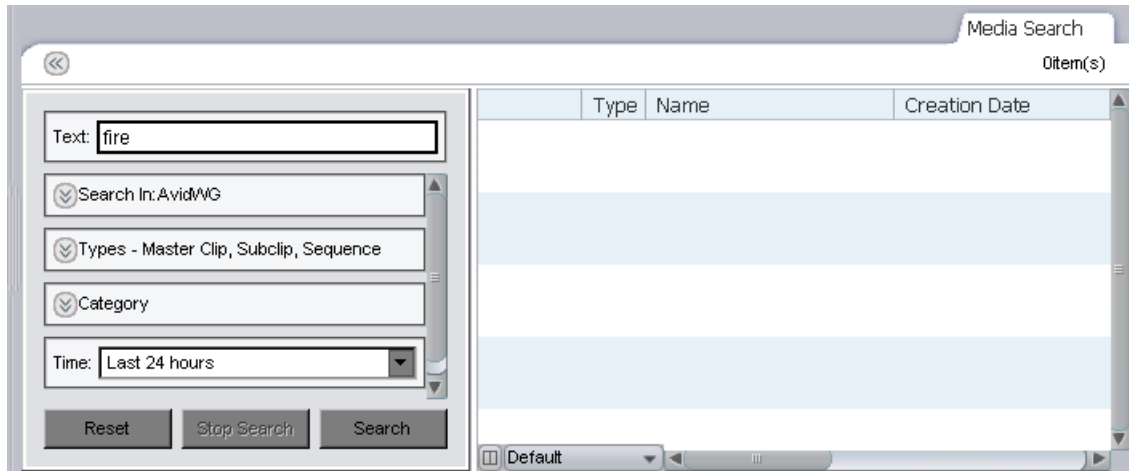 Media Search
0item(s)
Text: fire
Search In:AvidWG
Types - Master Clip, Subclip, Sequence
Category
Time: Last 24 hours
Reset
Stop Search
Search
Type
Name
Creation Date
Default